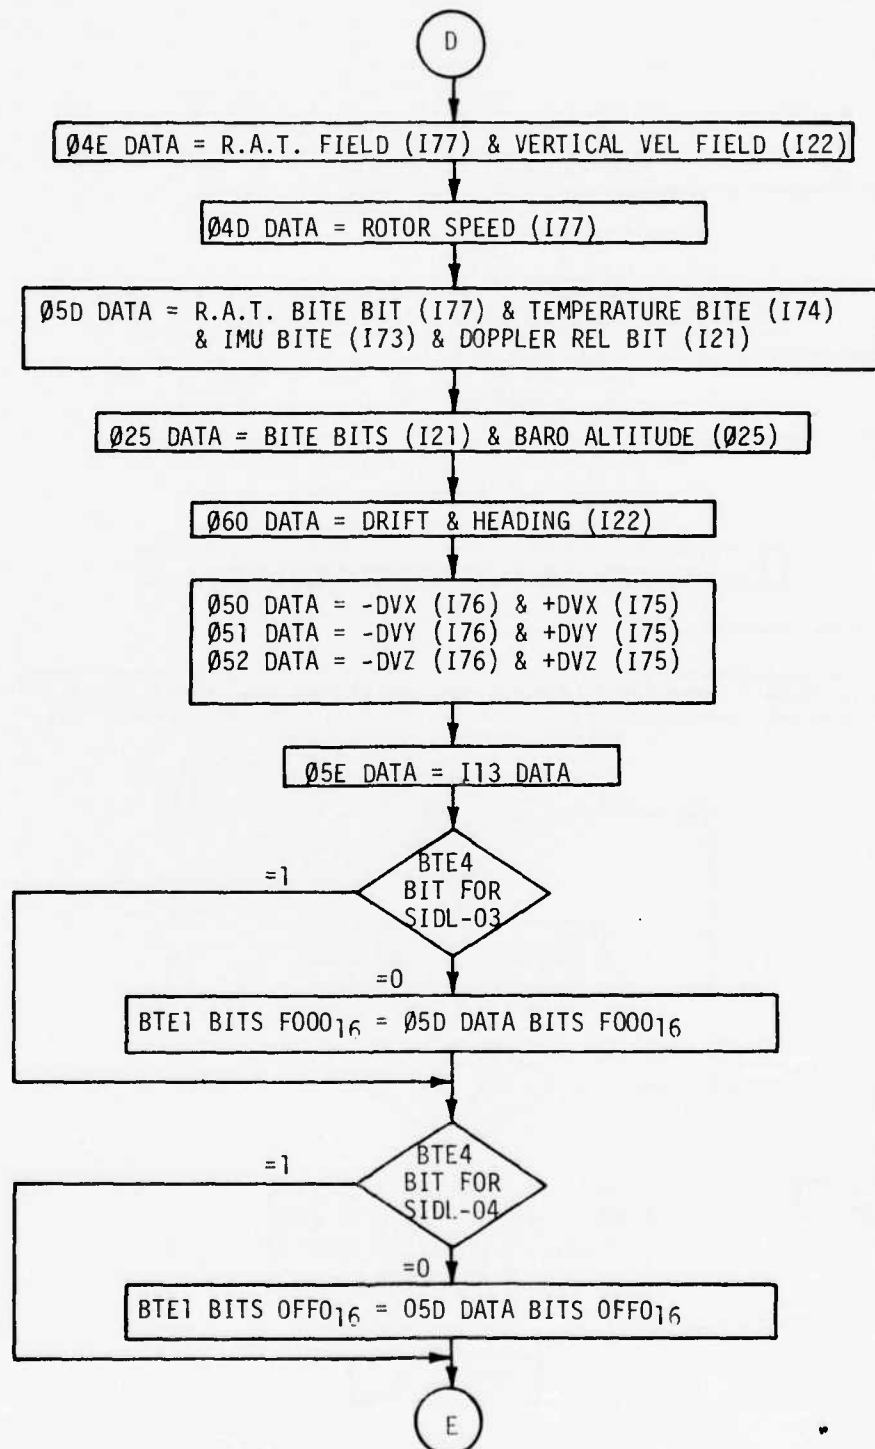 D
Ø4E DATA = R.A.T. FIELD (I77) & VERTICAL VEL FIELD (I22)
Ø4D DATA = ROTOR SPEED (I77)
Ø5D DATA = R.A.T. BITE BIT (I77) & TEMPERATURE BITE (I74)
& IMU BITE (I73) & DOPPLER REL BIT (I21)
Ø25 DATA = BITE BITS (I21) & BARO ALTITUDE (Ø25)
Ø60 DATA = DRIFT & HEADING (I22)
Ø50 DATA = -DVX (I76) & +DVX (I75)
Ø51 DATA = -DVY (I76) & +DVY (I75)
Ø52 DATA = -DVZ (I76) & +DVZ (I75)
Ø5E DATA = I13 DATA
BTE4
BIT FOR
SIDL-03
=1
=0
BTE1 BITS F000₁₆ = Ø5D DATA BITS F000₁₆
BTE4
BIT FOR
SIDL-04
=1
=0
BTE1 BITS 0FF0₁₆ = 05D DATA BITS 0FF0₁₆
E